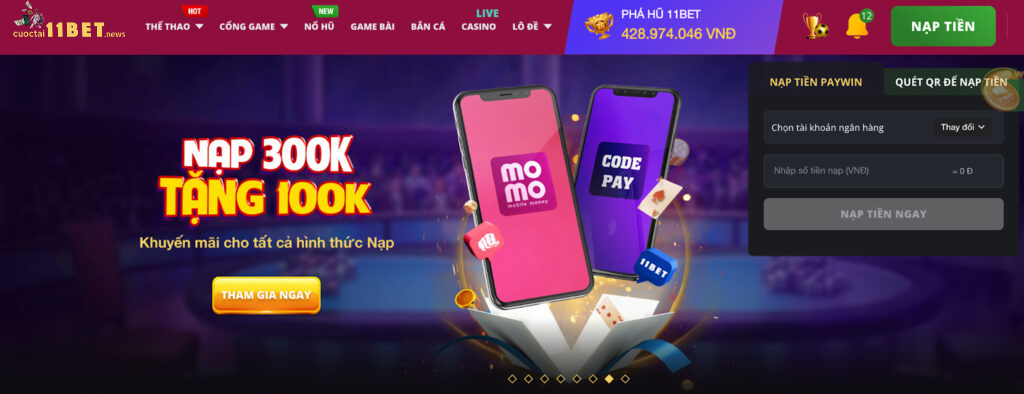 cuoctai11BET.news
HOT
THỂ THAO
CỔNG GAME
NEW
NỔ HŨ
GAME BÀI
BẮN CÁ
LIVE
CASINO
LÔ ĐỀ
PHÁ HŨ 11BET
428.974.046 VNĐ
12
NẠP TIỀN
NẠP TIỀN PAYWIN
QUÉT QR ĐỂ NẠP TIỀN
Chọn tài khoản ngân hàng
Thay đổi
Nhập số tiền nạp (VNĐ)
= 0 Đ
NẠP TIỀN NGAY
NẠP 300K
TẶNG 100K
Khuyến mãi cho tất cả hình thức Nạp
THAM GIA NGAY
mo
mo
mobile money
CODE
PAY
11BET